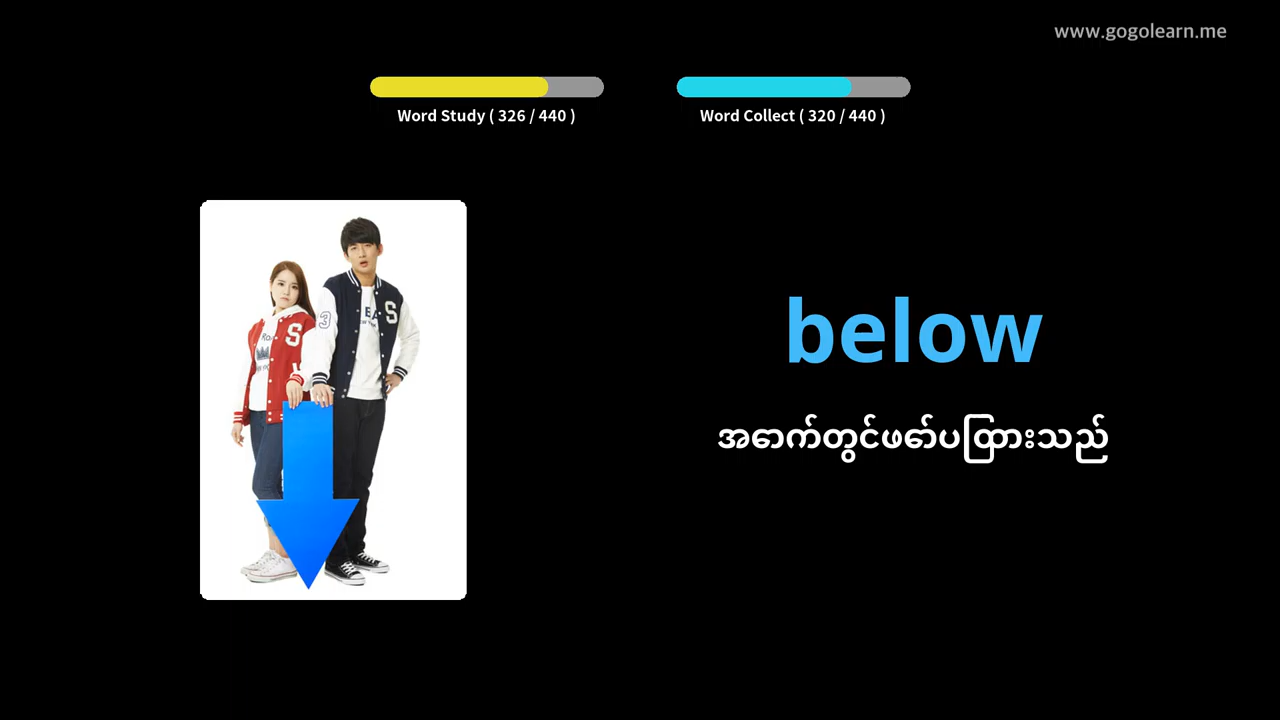 www.gogolearn.me
Word Study ( 326 / 440 )
Word Collect ( 320 / 440 )
S
3
S
below
အောက်တွင်ဖော်ပြထားသည်